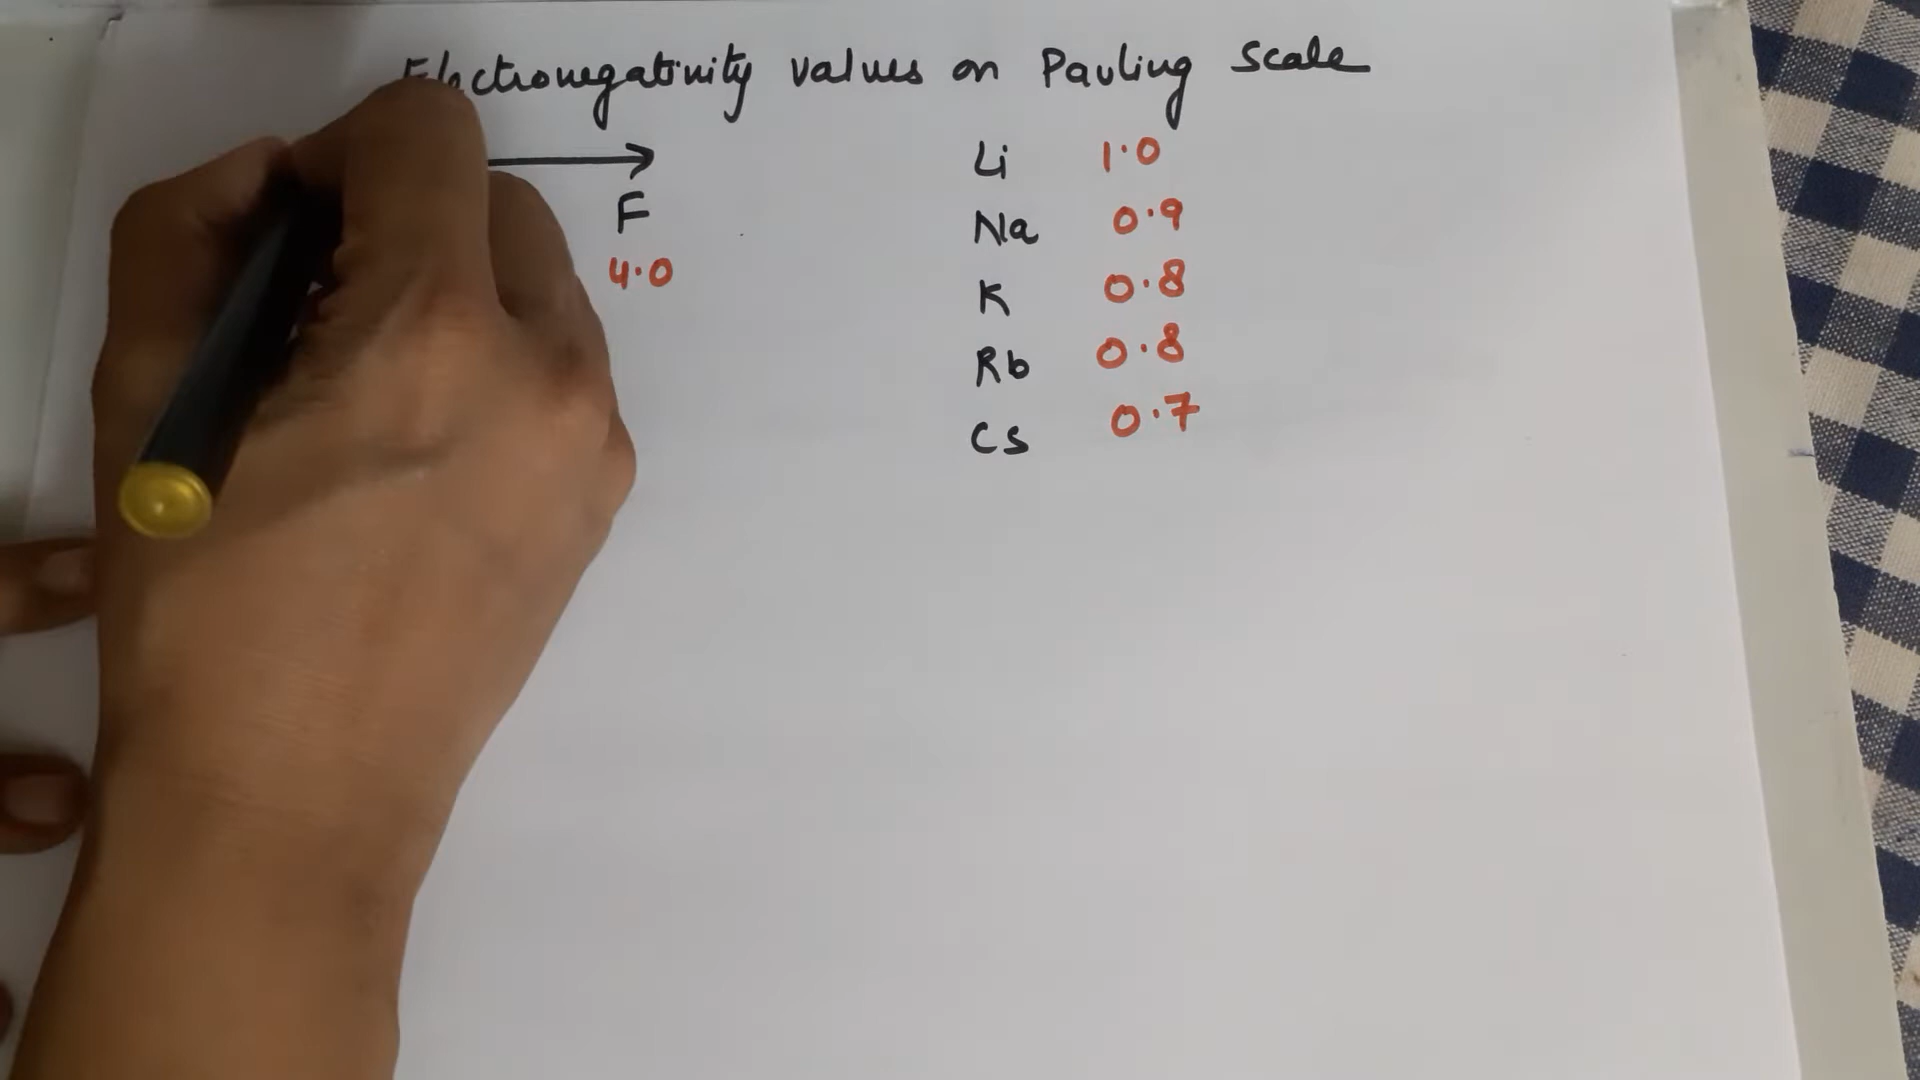 Electronegativity values on Pauling Scale
F
4.0
Li 1.0
Na 0.9
K 0.8
Rb 0.8
Cs 0.7